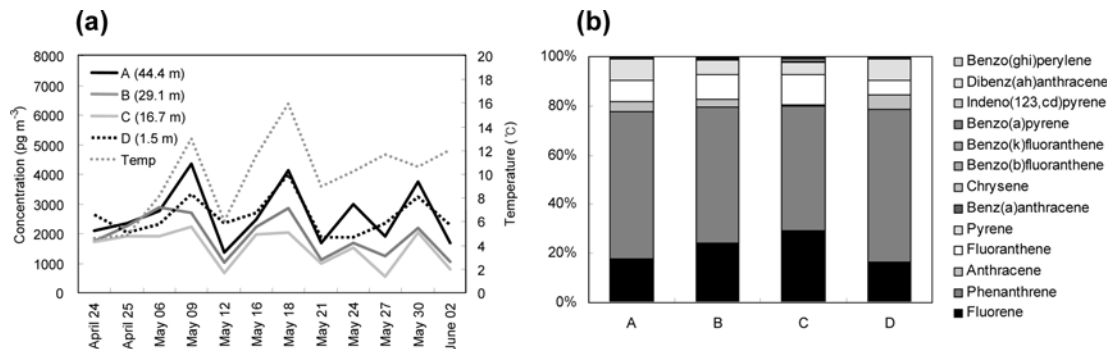 (a)
Concentration (pg m⁻³)
8000
7000
6000
5000
4000
3000
2000
1000
0
A (44.4 m)
B (29.1 m)
C (16.7 m)
D (1.5 m)
Temp
20
18
16
14
12
10
8
6
4
2
0
Temperature (℃)
April 24
April 25
May 06
May 09
May 12
May 16
May 18
May 21
May 24
May 27
May 30
June 02
(b)
100%
80%
60%
40%
20%
0%
A
B
C
D
Benzo(ghi)perylene
Dibenz(ah)anthracene
Indeno(123,cd)pyrene
Benzo(a)pyrene
Benzo(k)fluoranthene
Benzo(b)fluoranthene
Chrysene
Benz(a)anthracene
Pyrene
Fluoranthene
Anthracene
Phenanthrene
Fluorene